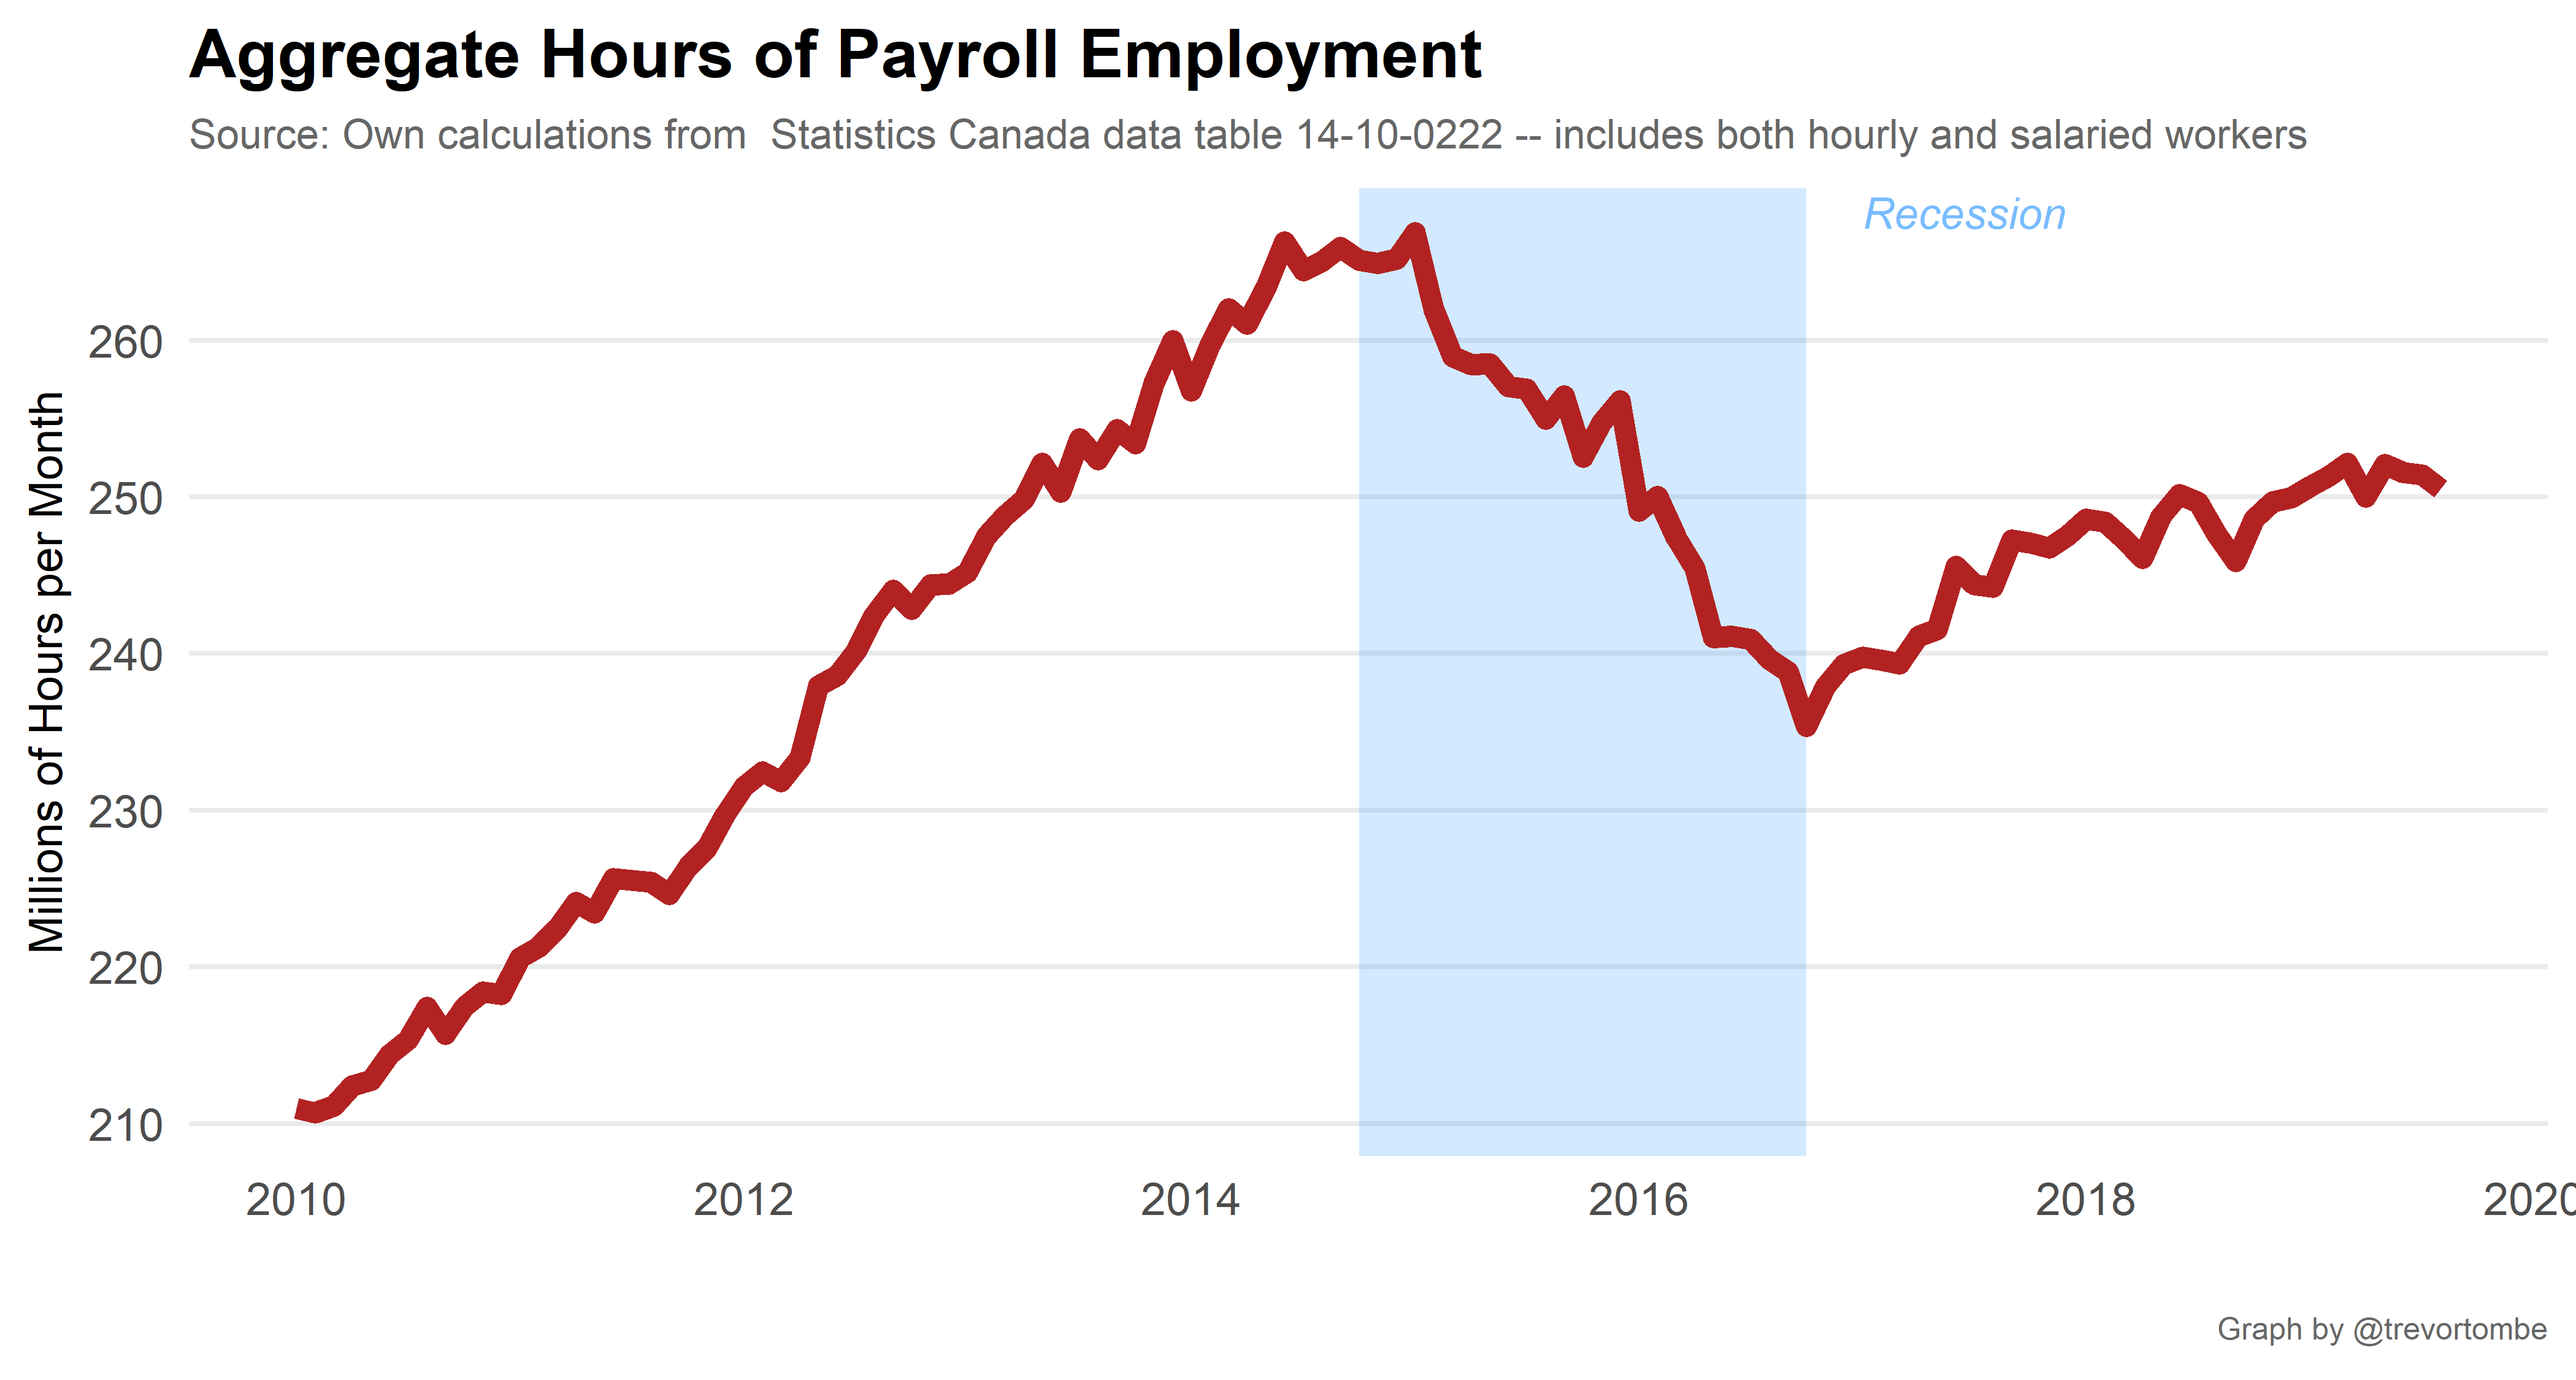 Aggregate Hours of Payroll Employment
Source: Own calculations from  Statistics Canada data table 14-10-0222 -- includes both hourly and salaried workers
Recession
Millions of Hours per Month
260
250
240
230
220
210
2010 2012 2014 2016 2018 2020
Graph by @trevortombe